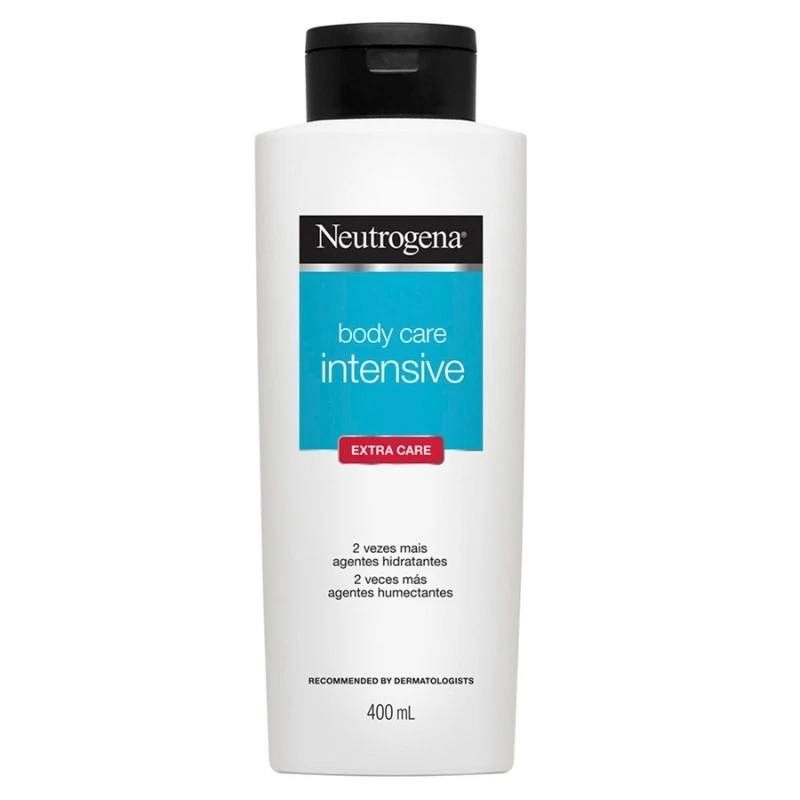 Neutrogena®
body care
intensive
EXTRA CARE
2 vezes mais
agentes hidratantes
2 veces más
agentes humectantes
RECOMMENDED BY DERMATOLOGISTS
400 mL